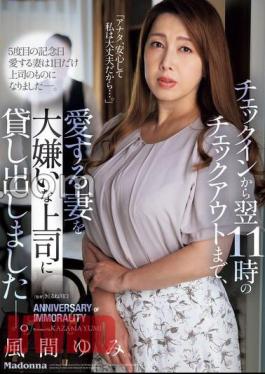 『アナタ、安心して
私は大丈夫だから…』
5度目の記念日
愛する妻は1日だけ
上司のものに
なりました―。
チェックインから翌11時の
チェックアウトまで、
愛する妻を
大嫌いな上司に
貸し出しました。
ANNIVERSARY OF
IMMORALITY
KAZAMA YUMI
風間ゆみ
Madonna